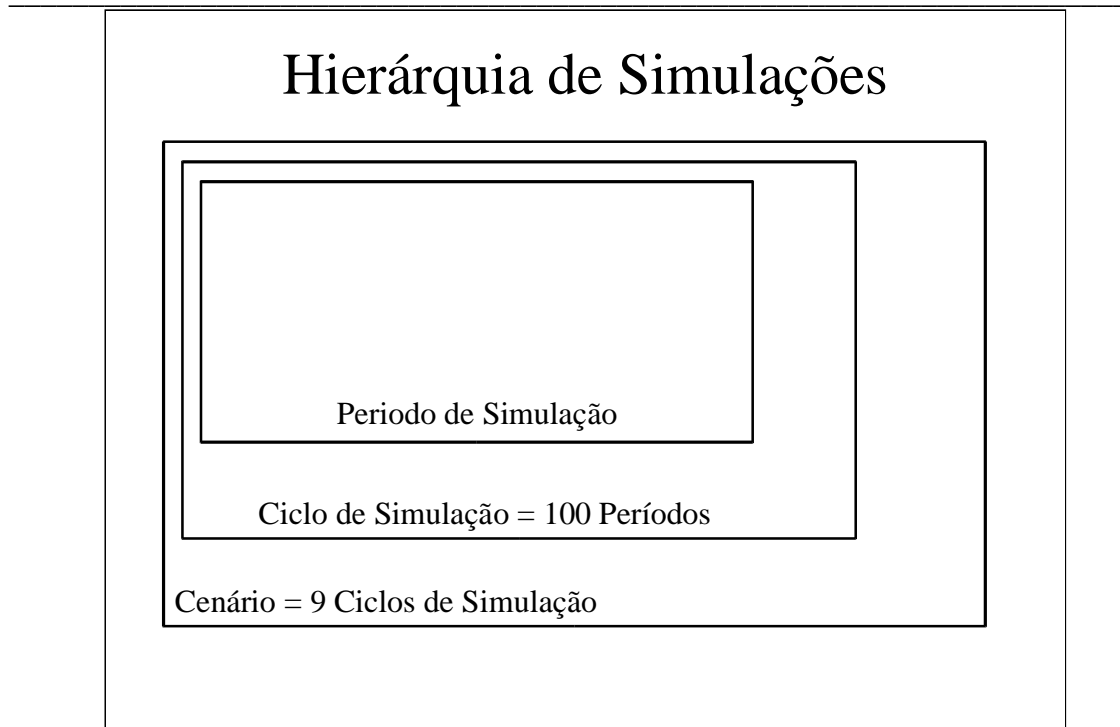 Hierárquia de Simulações
Periodo de Simulação
Ciclo de Simulação = 100 Períodos
Cenário = 9 Ciclos de Simulação